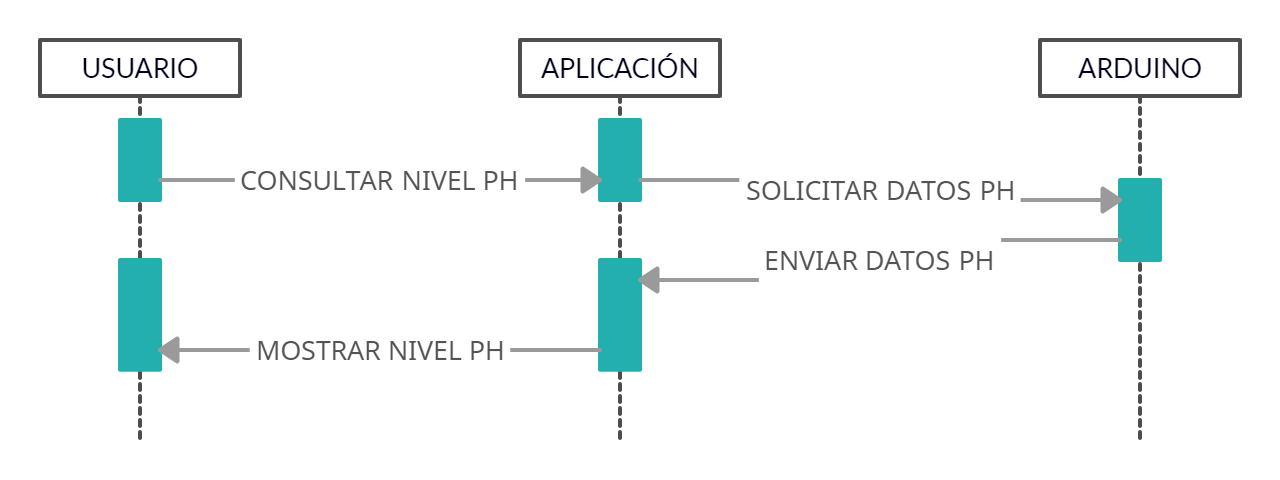 USUARIO
APLICACIÓN
ARDUINO
CONSULTAR NIVEL PH
SOLICITAR DATOS PH
ENVIAR DATOS PH
MOSTRAR NIVEL PH